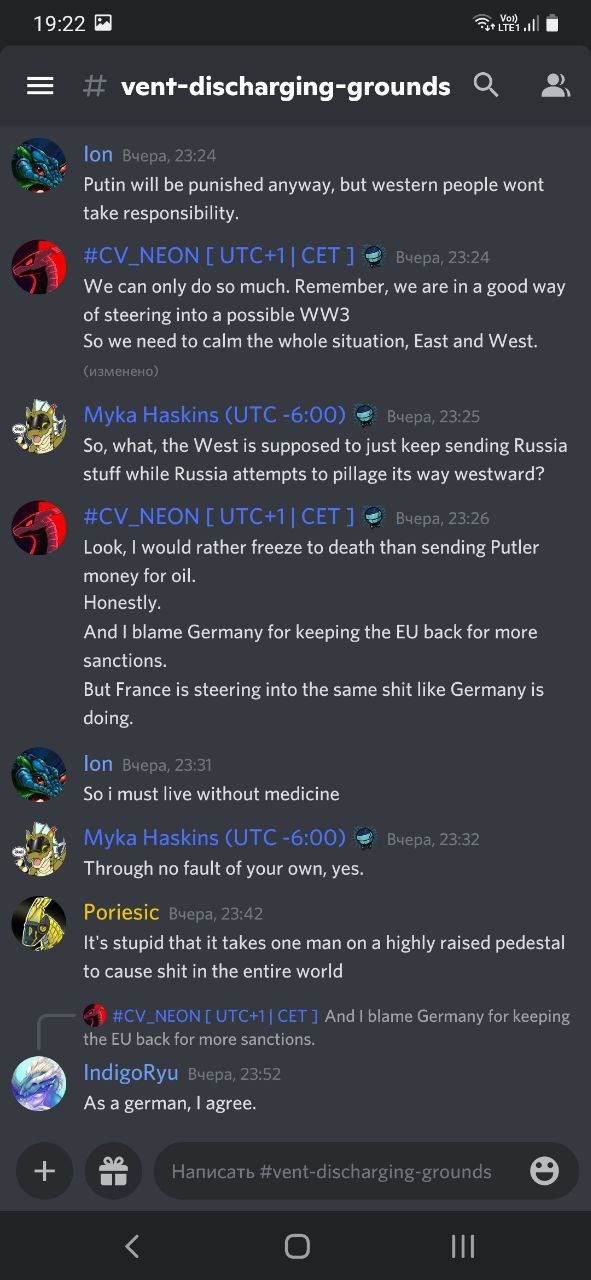 19:22
Vo))
LTE1
# vent-discharging-grounds
Ion Вчера, 23:24
Putin will be punished anyway, but western people wont
take responsibility.
#CV_NEON [ UTC+1 | CET ] Вчера, 23:24
We can only do so much. Remember, we are in a good way
of steering into a possible WW3
So we need to calm the whole situation, East and West.
(изменено)
Myka Haskins (UTC -6:00) Вчера, 23:25
So, what, the West is supposed to just keep sending Russia
stuff while Russia attempts to pillage its way westward?
#CV_NEON [ UTC+1 | CET ] Вчера, 23:26
Look, I would rather freeze to death than sending Putler
money for oil.
Honestly.
And I blame Germany for keeping the EU back for more
sanctions.
But France is steering into the same shit like Germany is
doing.
Ion Вчера, 23:31
So i must live without medicine
Myka Haskins (UTC -6:00) Вчера, 23:32
Through no fault of your own, yes.
Poriesic Вчера, 23:42
It's stupid that it takes one man on a highly raised pedestal
to cause shit in the entire world
#CV_NEON [ UTC+1 | CET ] And I blame Germany for keeping
the EU back for more sanctions.
IndigoRyu Вчера, 23:52
As a german, I agree.
Написать #vent-discharging-grounds